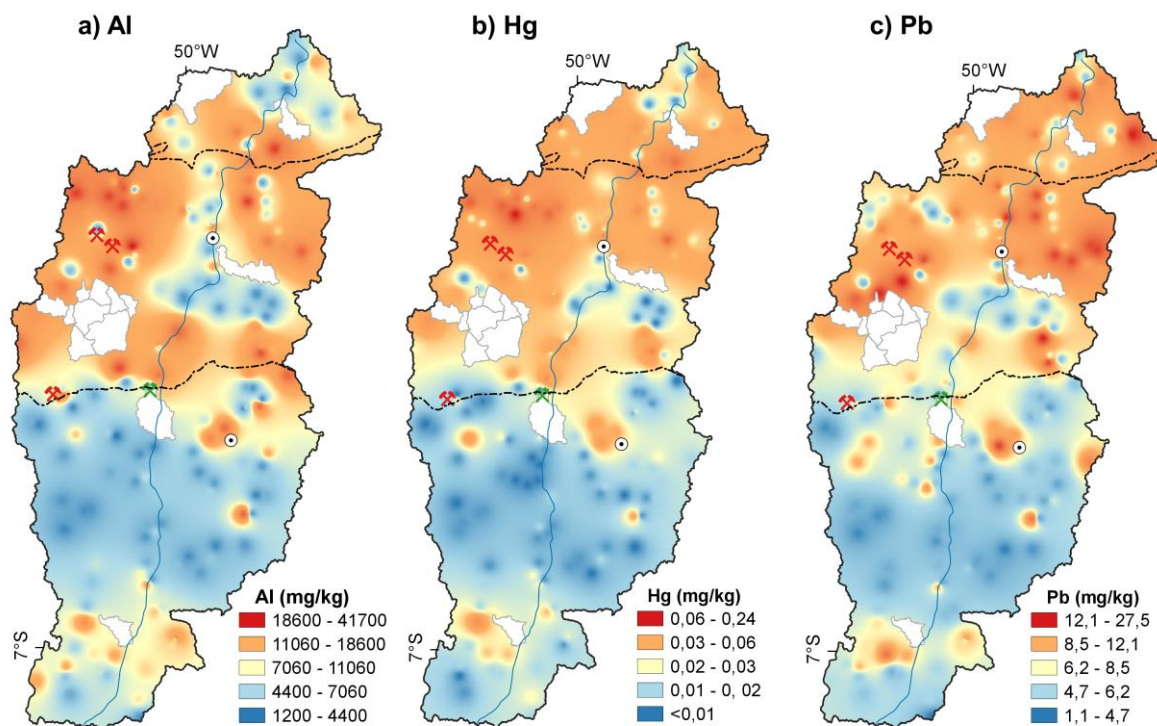 a) Al
50°W
7°S
Al (mg/kg)
18600 - 41700
11060 - 18600
7060 - 11060
4400 - 7060
1200 - 4400
b) Hg
50°W
Hg (mg/kg)
0,06 - 0,24
0,03 - 0,06
0,02 - 0,03
0,01 - 0, 02
<0,01
c) Pb
50°W
7°S
Pb (mg/kg)
12,1 - 27,5
8,5 - 12,1
6,2 - 8,5
4,7 - 6,2
1,1 - 4,7